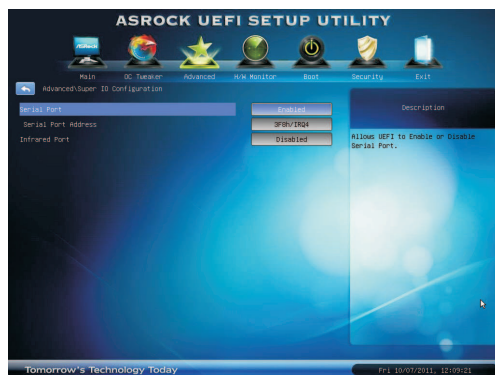 ASROCK UEFI SETUP UTILITY
ASRock
Main OC Tweaker Advanced H/W Monitor Boot Security Exit
Advanced\Super IO Configuration
Serial Port Enabled
Serial Port Address 3F8h/IRQ4
Infrared Port Disabled
Description
Allows UEFI to Enable or Disable
Serial Port.
Tomorrow's Technology Today
Fri 10/07/2011, 12:09:21